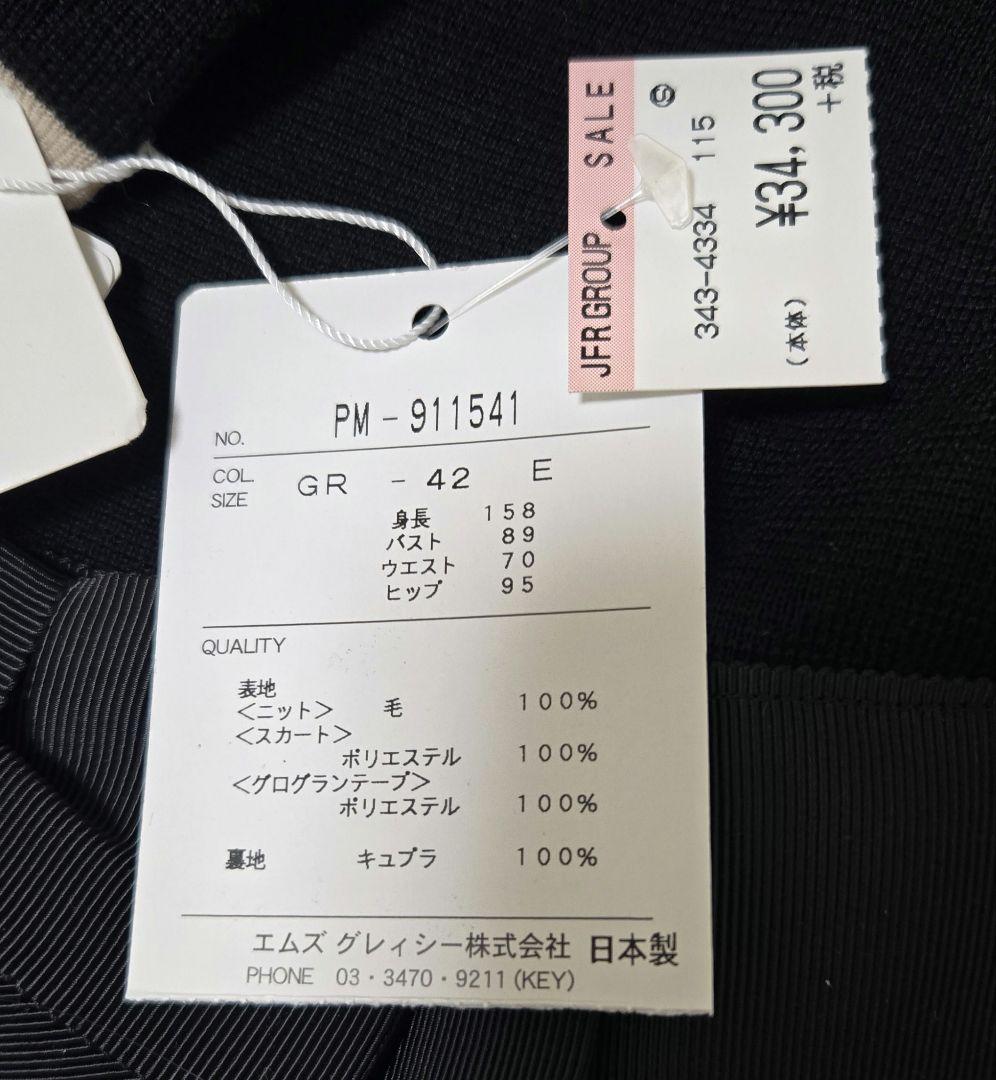 JFR GROUP SALE
Ⓢ
343-4334 115
¥34,300
(本体) +税
NO. PM-911541
COL. SIZE GR - 42 E
身長 158
バスト 89
ウエスト 70
ヒップ 95
QUALITY
表地
<ニット> 毛 100%
<スカート>
ポリエステル 100%
<グログランテープ>
ポリエステル 100%
裏地 キュプラ 100%
エムズ グレィシー株式会社 日本製
PHONE 03・3470・9211(KEY)